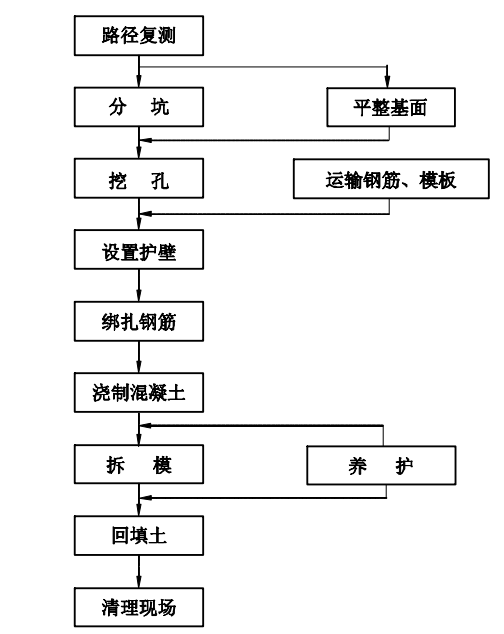 路径复测
分 坑
平整基面
挖 孔
运输钢筋、模板
设置护壁
绑扎钢筋
浇制混凝土
拆 模
养 护
回填土
清理现场